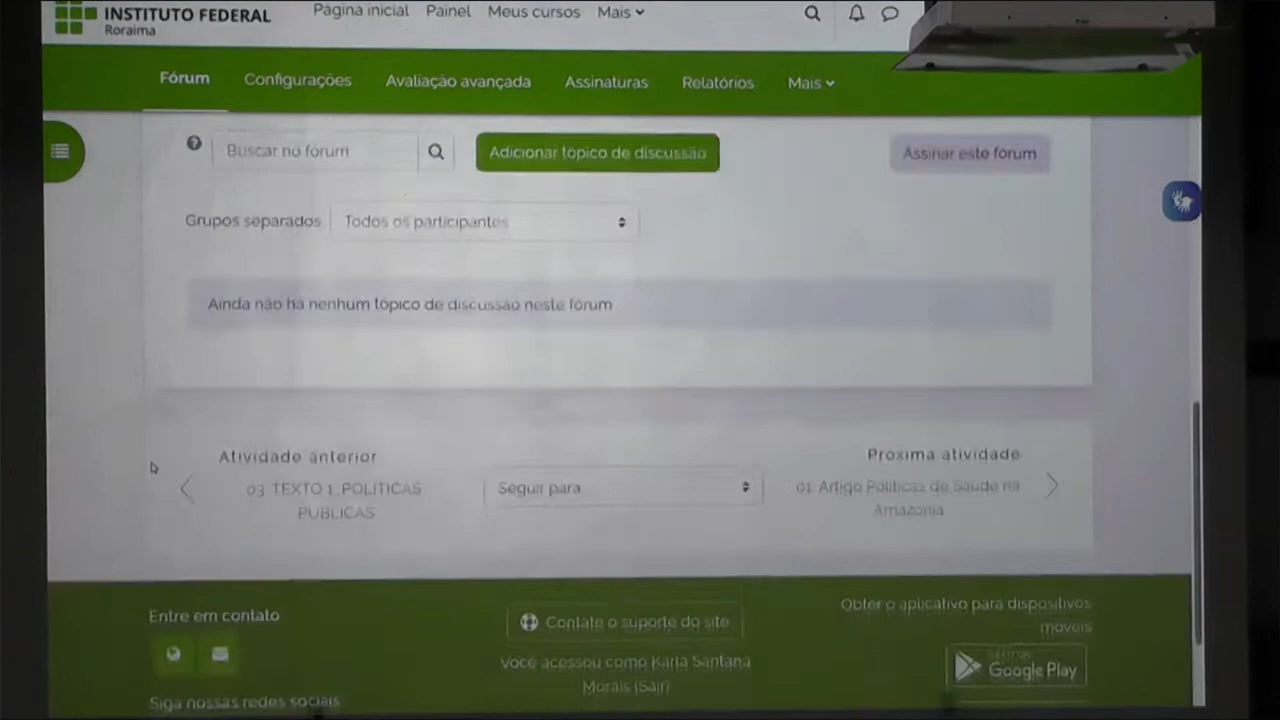 INSTITUTO FEDERAL
Roraima
Página inicial Painel Meus cursos Mais
Fórum Configurações Avaliação avançada Assinaturas Relatórios Mais
Buscar no fórum Adicionar tópico de discussão Assinar este fórum
Grupos separados Todos os participantes
Ainda não há nenhum tópico de discussão neste fórum
Atividade anterior
03. TEXTO 1_POLÍTICAS
PÚBLICAS
Seguir para
Próxima atividade
01. Artigo Políticas de Saúde na
Amazônia
Entre em contato
Siga nossas redes sociais
Contate o suporte do site
Você acessou como Karla Santana
Morais (Sair)
Obter o aplicativo para dispositivos
móveis
Google Play